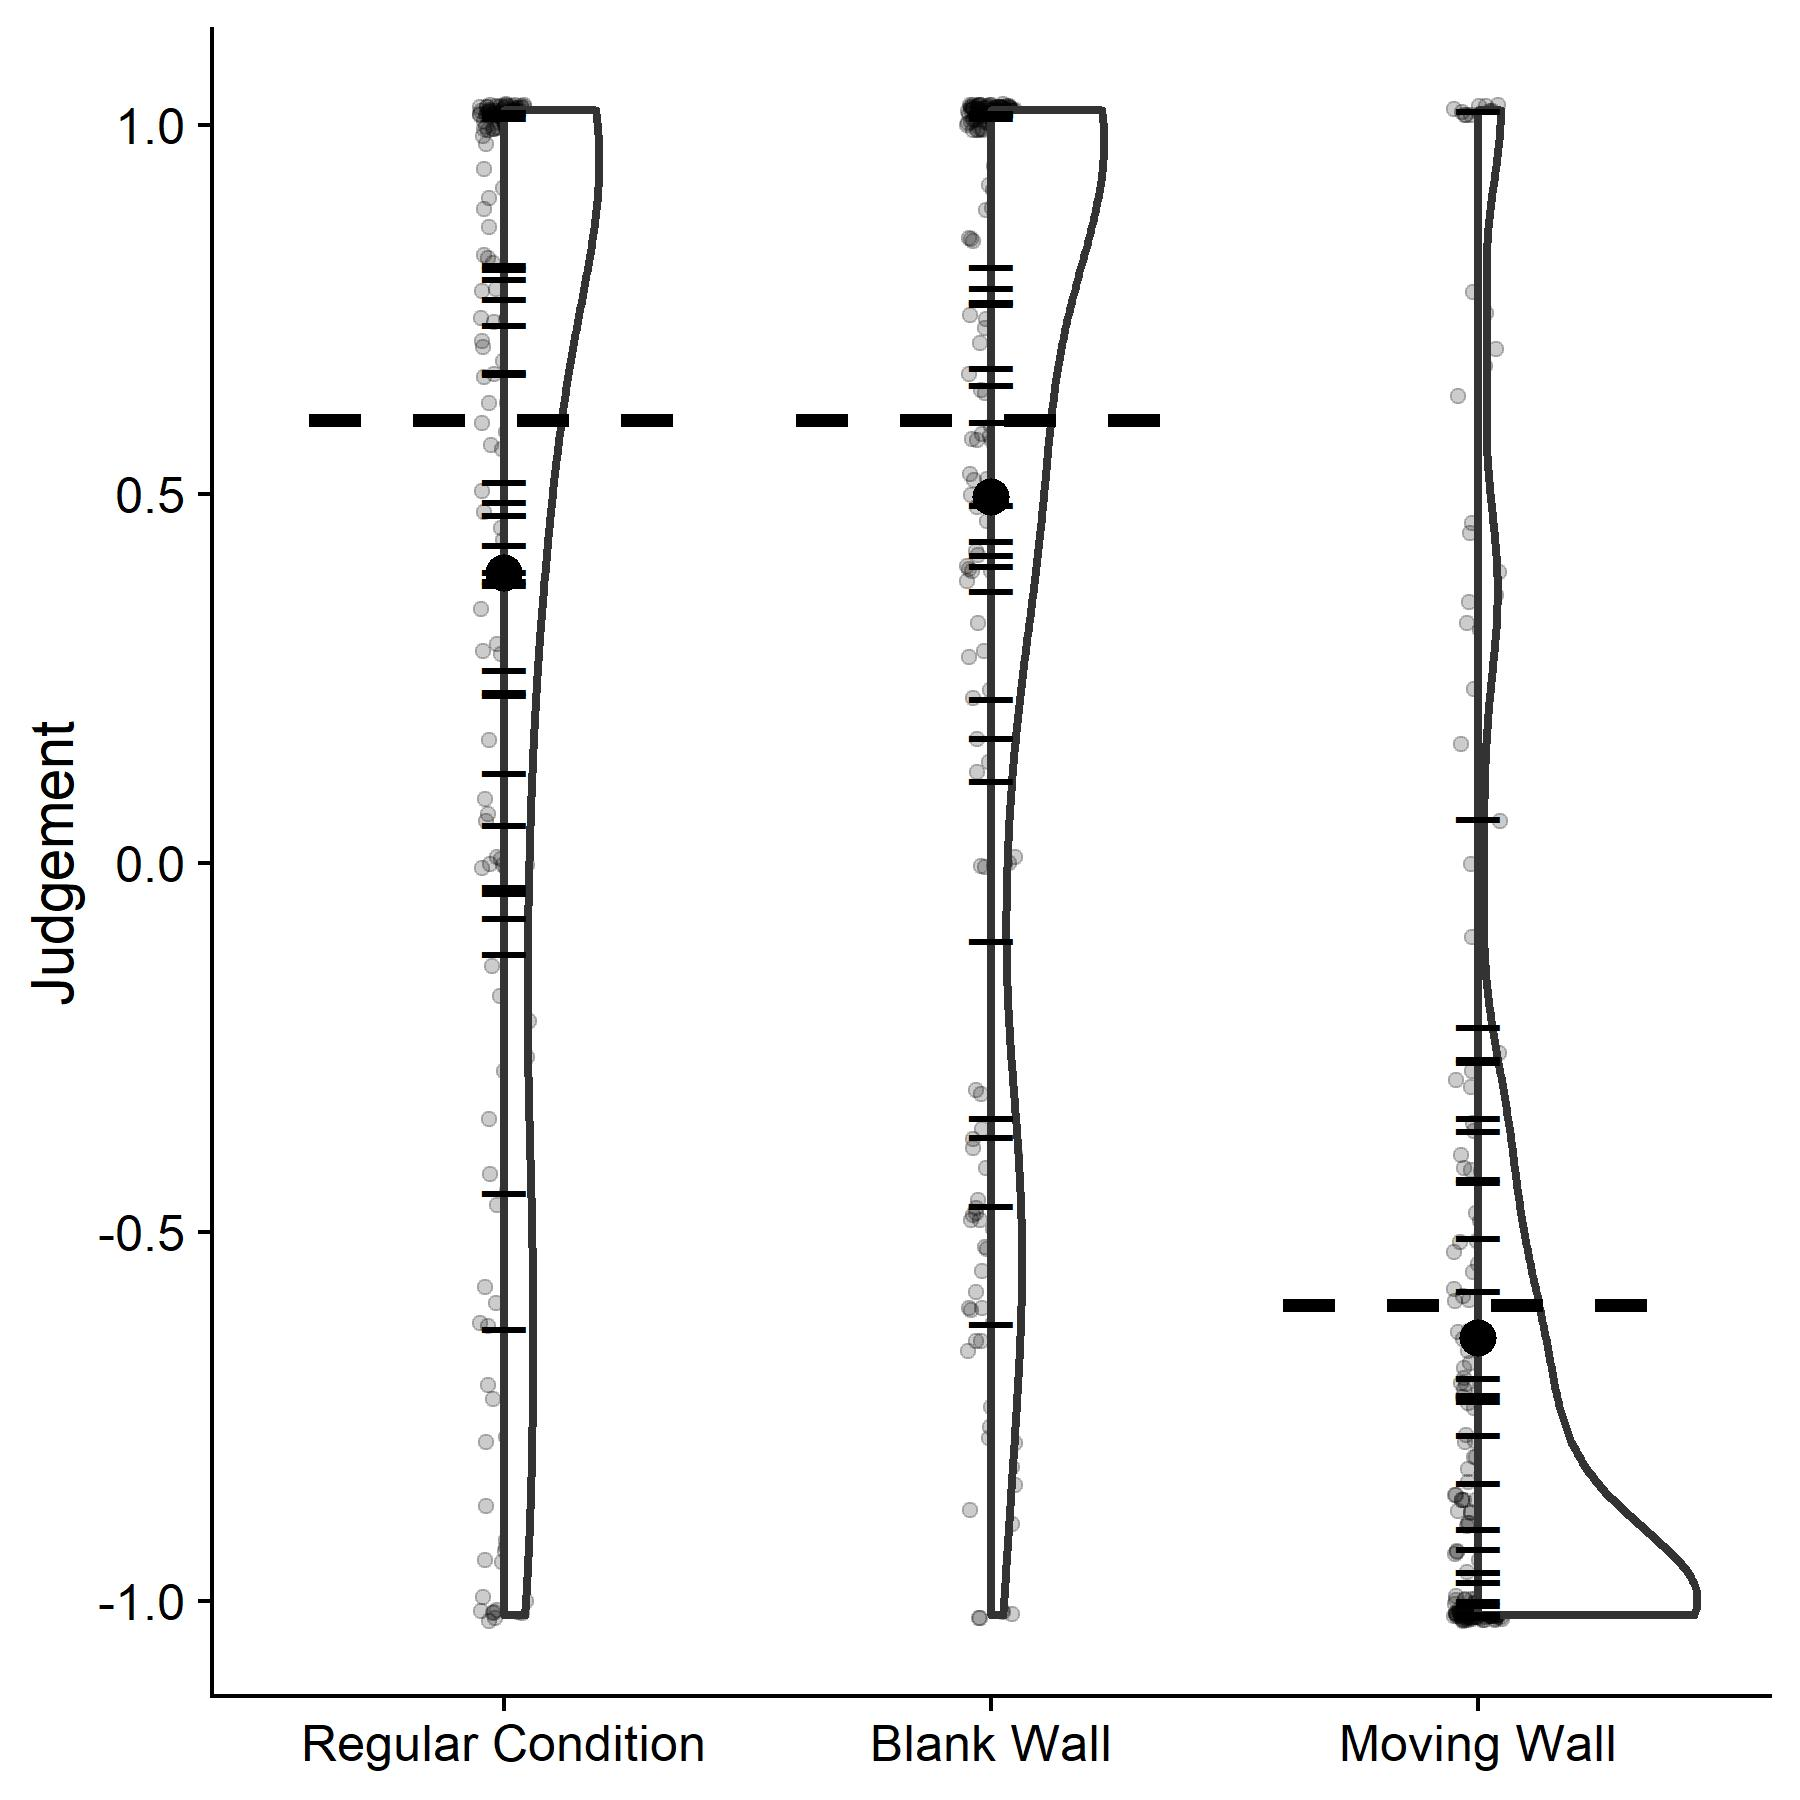 Judgement
1.0
0.5
0.0
-0.5
-1.0
Regular Condition
Blank Wall
Moving Wall